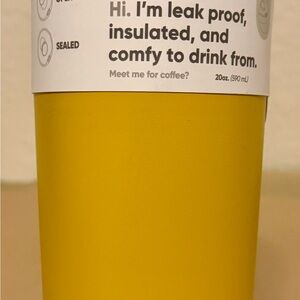 SEALED
Hi. I'm leak proof,
insulated, and
comfy to drink from.
Meet me for coffee?
20oz. (590 mL)